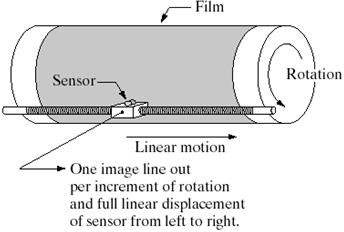 Film
Sensor
Rotation
Linear motion
One image line out
per increment of rotation
and full linear displacement
of sensor from left to right.